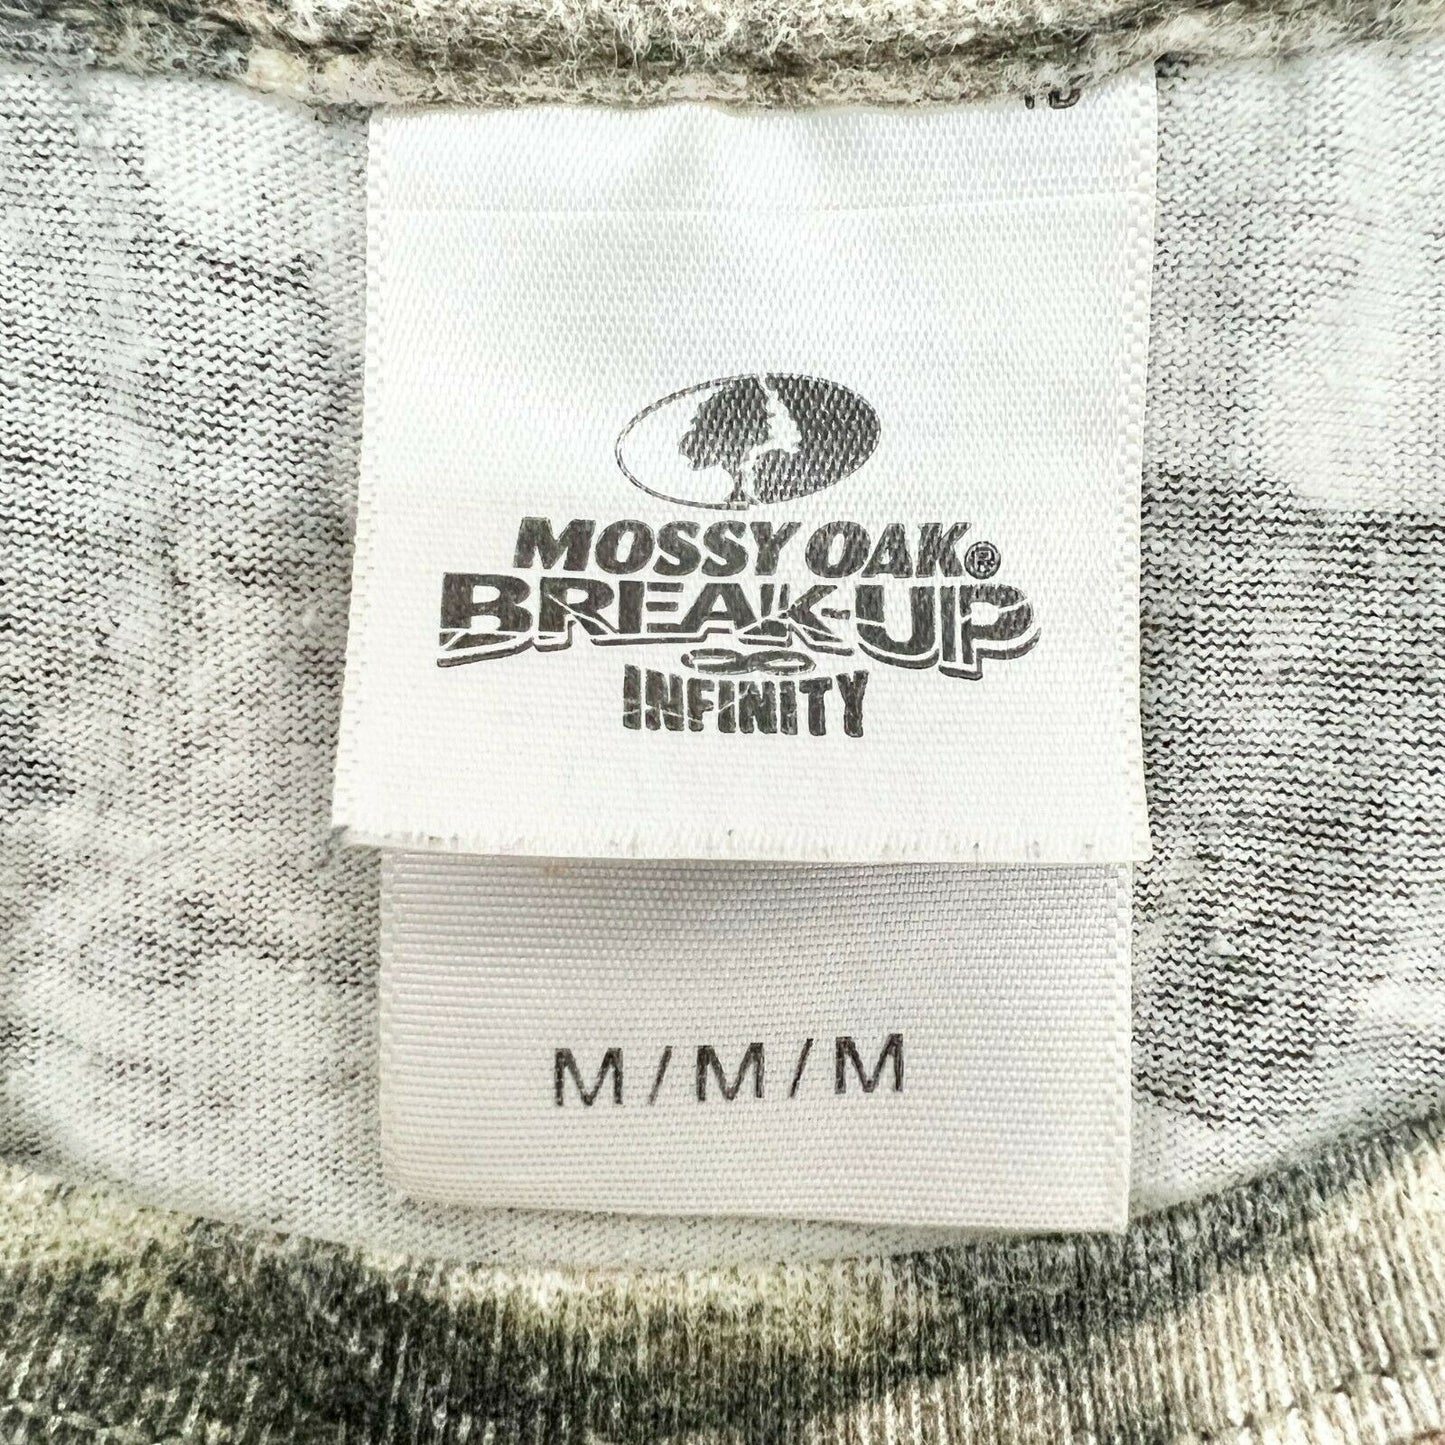 MOSSY OAK®
BREAK-UP
INFINITY
M/M/M